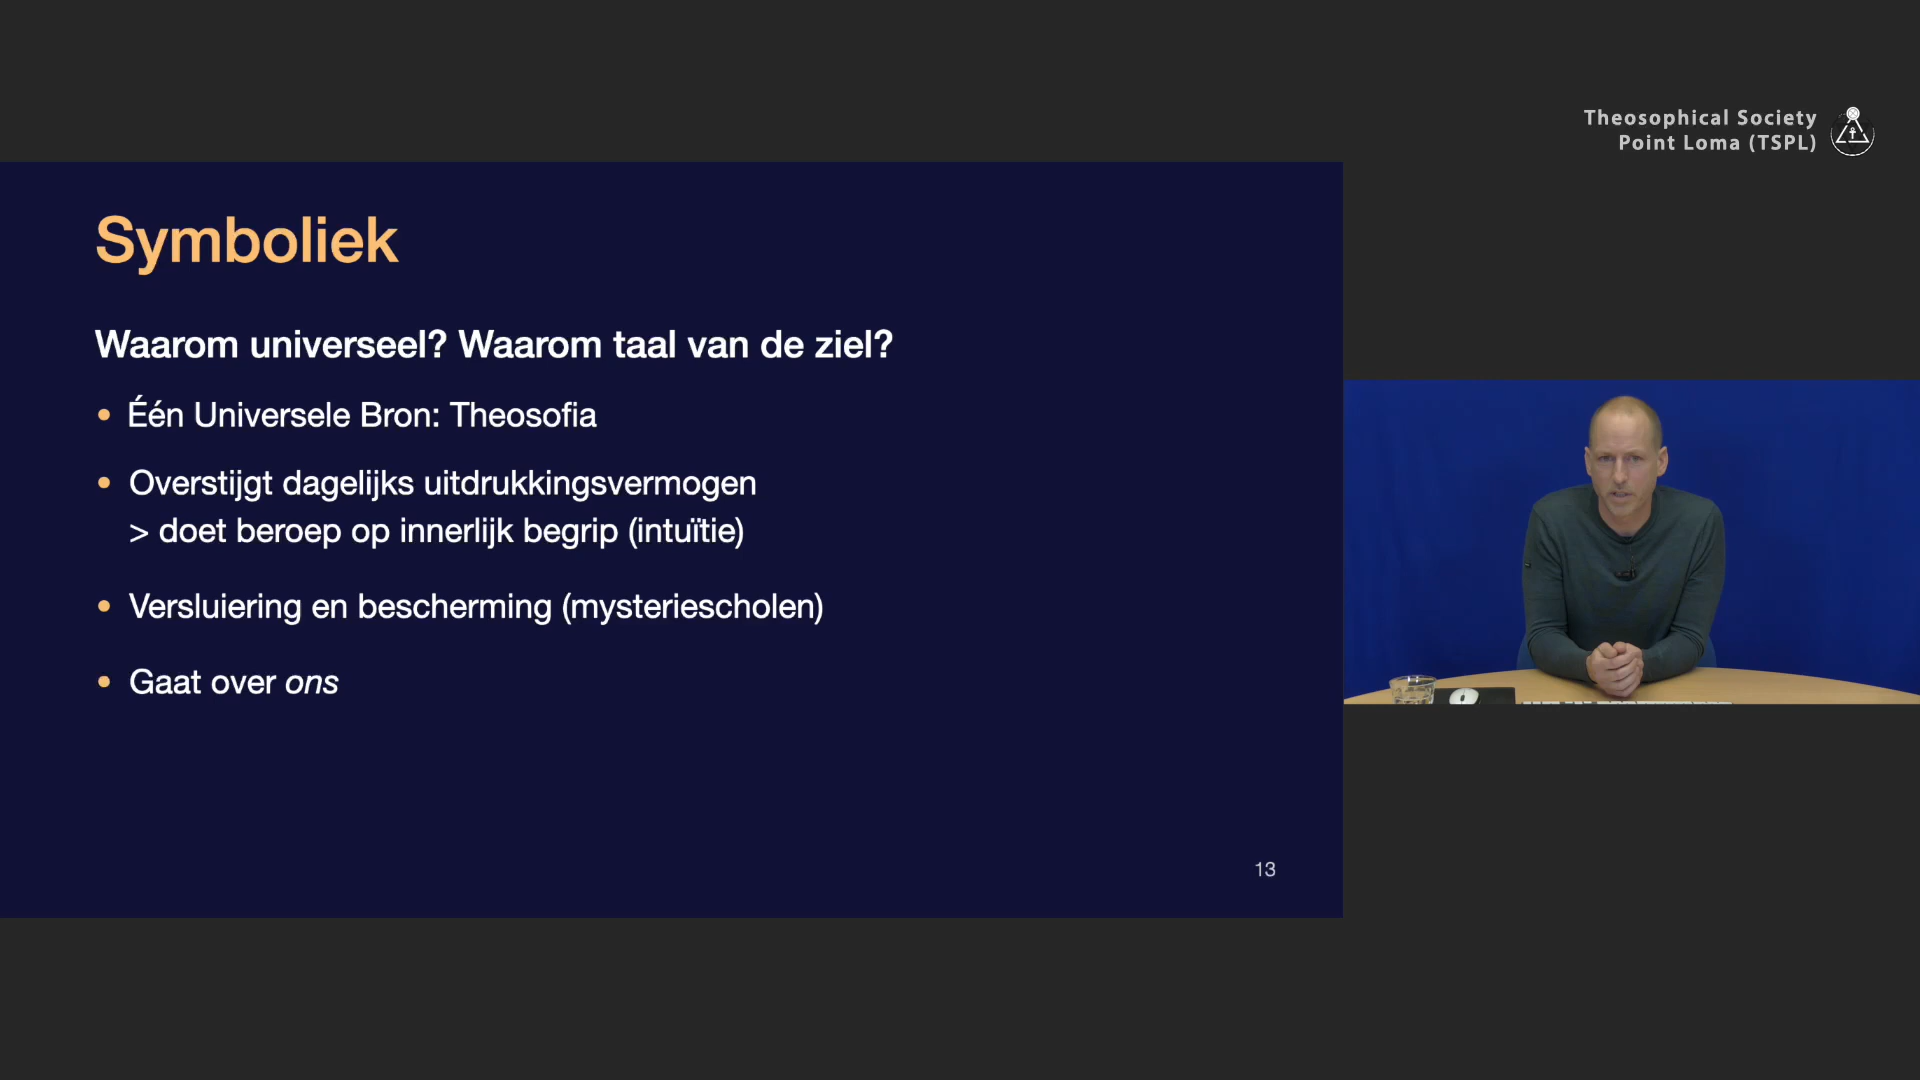 Theosophical Society
Point Loma (TSPL)
Symboliek
Waarom universeel? Waarom taal van de ziel?
• Één Universele Bron: Theosofia
• Overstijgt dagelijks uitdrukkingsvermogen
> doet beroep op innerlijk begrip (intuïtie)
• Versluiering en bescherming (mysteriescholen)
• Gaat over ons
13